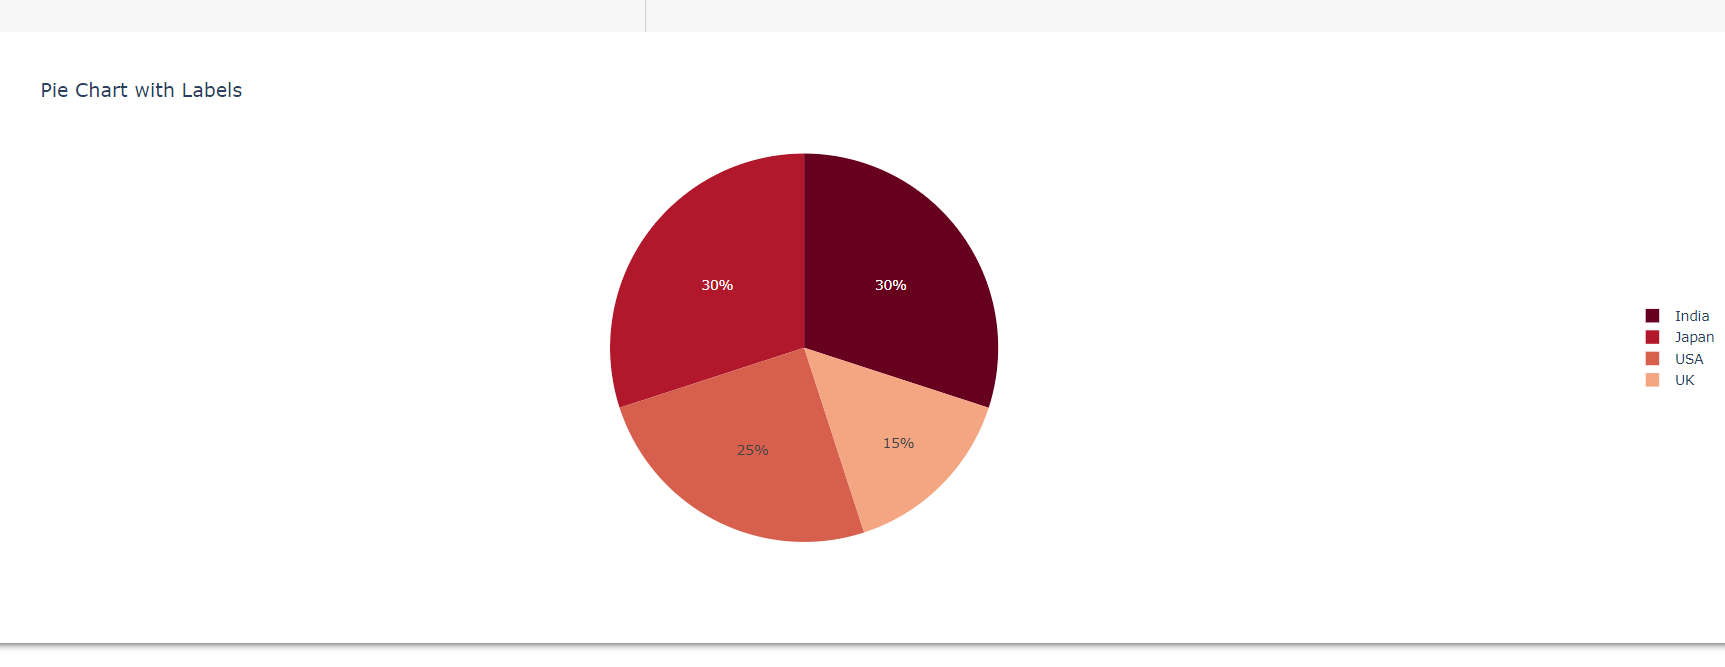 Pie Chart with Labels
30%
30%
25%
15%
India
Japan
USA
UK